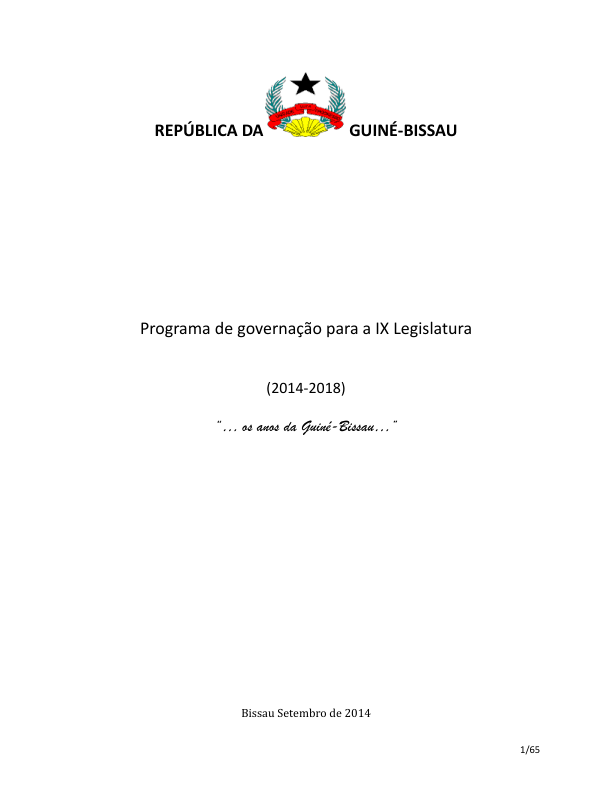 REPÚBLICA DA GUINÉ-BISSAU
Programa de governação para a IX Legislatura
(2014-2018)
“… os anos da Guiné-Bissau…”
Bissau Setembro de 2014
1/65